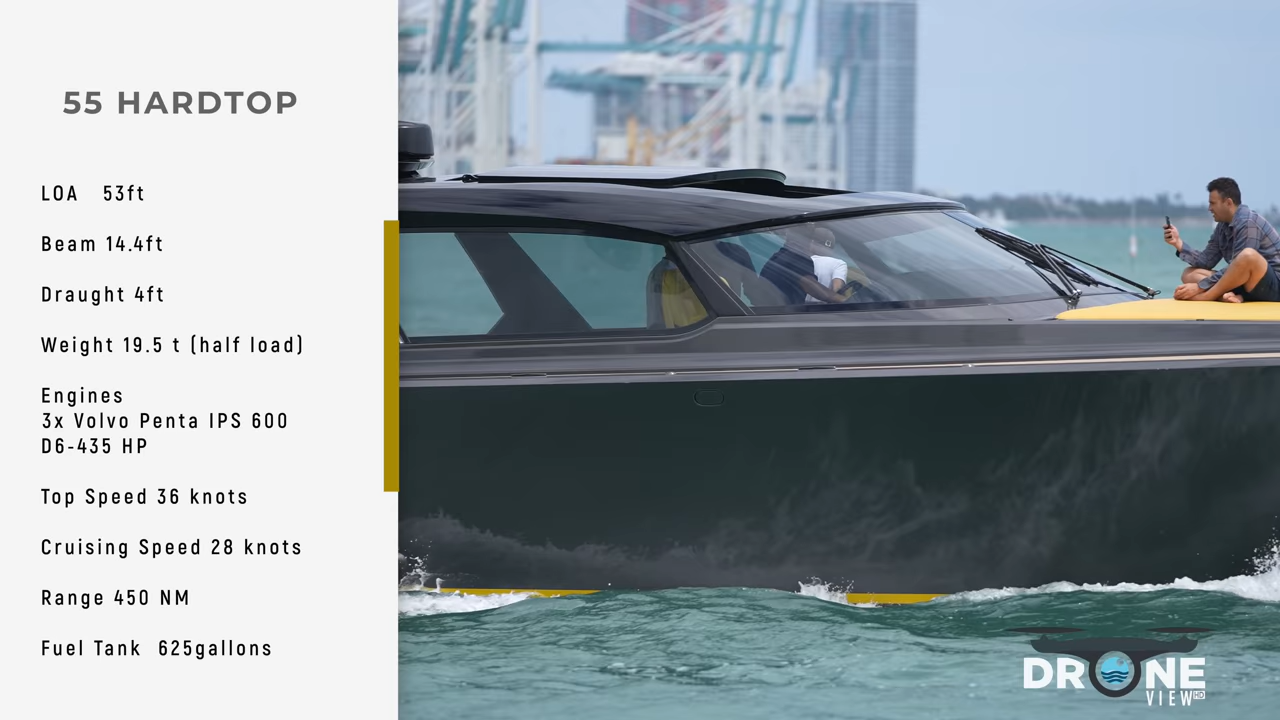 55 HARDTOP
LOA 53ft
Beam 14.4ft
Draught 4ft
Weight 19.5 t (half load)
Engines
3x Volvo Penta IPS 600
D6-435 HP
Top Speed 36 knots
Cruising Speed 28 knots
Range 450 NM
Fuel Tank 625gallons
DRONE
VIEW HD